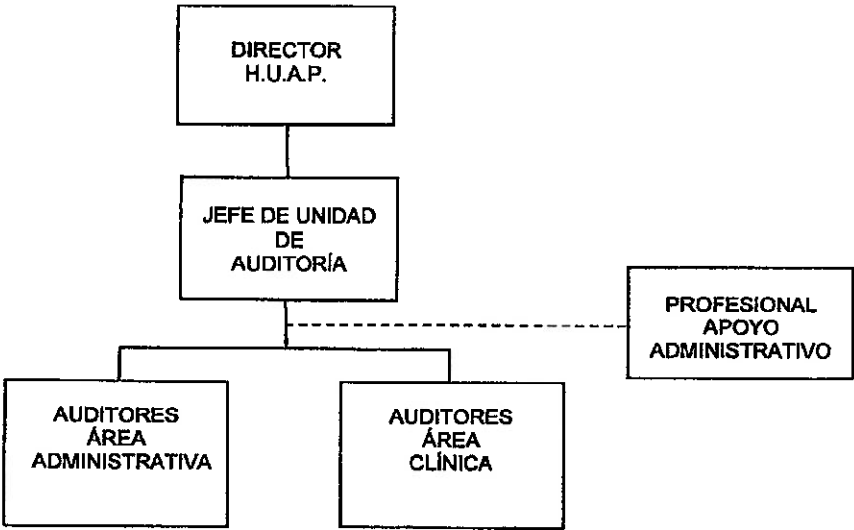 DIRECTOR
H.U.A.P.
JEFE DE UNIDAD
DE
AUDITORÍA
PROFESIONAL
APOYO
ADMINISTRATIVO
AUDITORES
ÁREA
ADMINISTRATIVA
AUDITORES
ÁREA
CLÍNICA